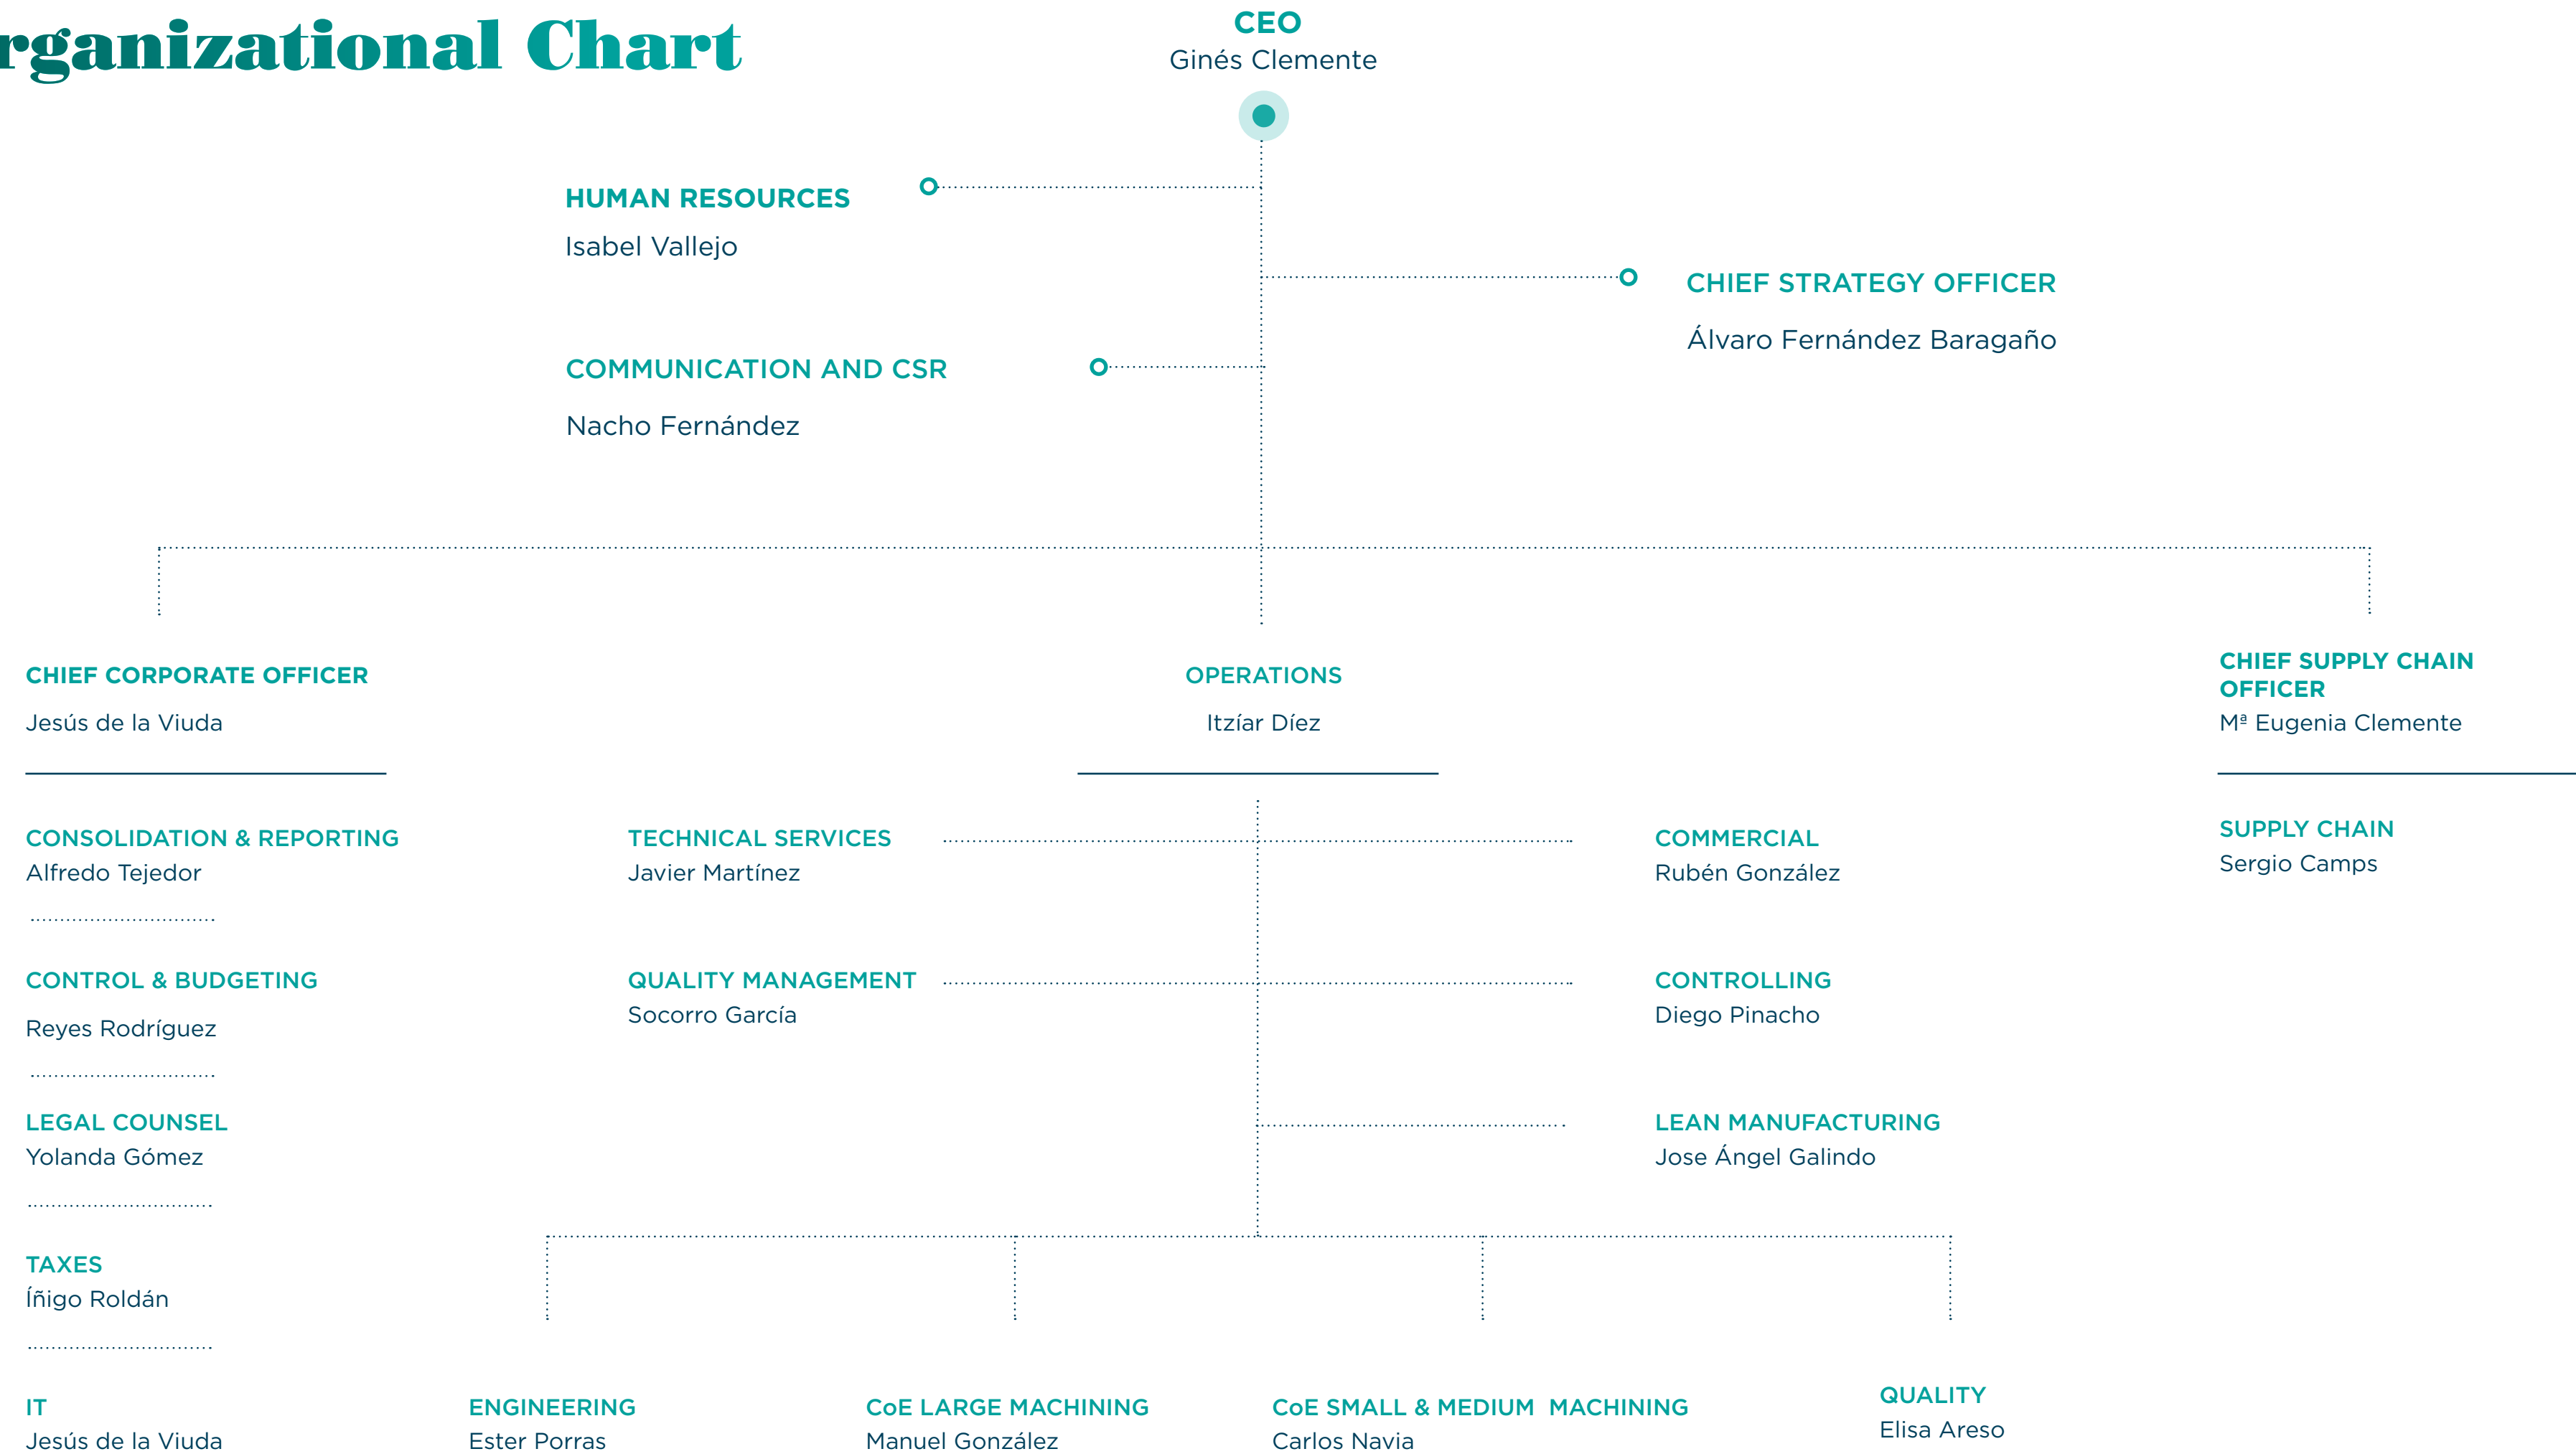 rganizational Chart
CEO
Ginés Clemente
HUMAN RESOURCES
Isabel Vallejo
CHIEF STRATEGY OFFICER
Álvaro Fernández Baragaño
COMMUNICATION AND CSR
Nacho Fernández
CHIEF CORPORATE OFFICER
Jesús de la Viuda
OPERATIONS
Itzíar Díez
CHIEF SUPPLY CHAIN
OFFICER
Mª Eugenia Clemente
CONSOLIDATION & REPORTING
Alfredo Tejedor
TECHNICAL SERVICES
Javier Martínez
COMMERCIAL
Rubén González
SUPPLY CHAIN
Sergio Camps
CONTROL & BUDGETING
Reyes Rodríguez
QUALITY MANAGEMENT
Socorro García
CONTROLLING
Diego Pinacho
LEGAL COUNSEL
Yolanda Gómez
LEAN MANUFACTURING
Jose Ángel Galindo
TAXES
Íñigo Roldán
IT
Jesús de la Viuda
ENGINEERING
Ester Porras
CoE LARGE MACHINING
Manuel González
CoE SMALL & MEDIUM MACHINING
Carlos Navia
QUALITY
Elisa Areso